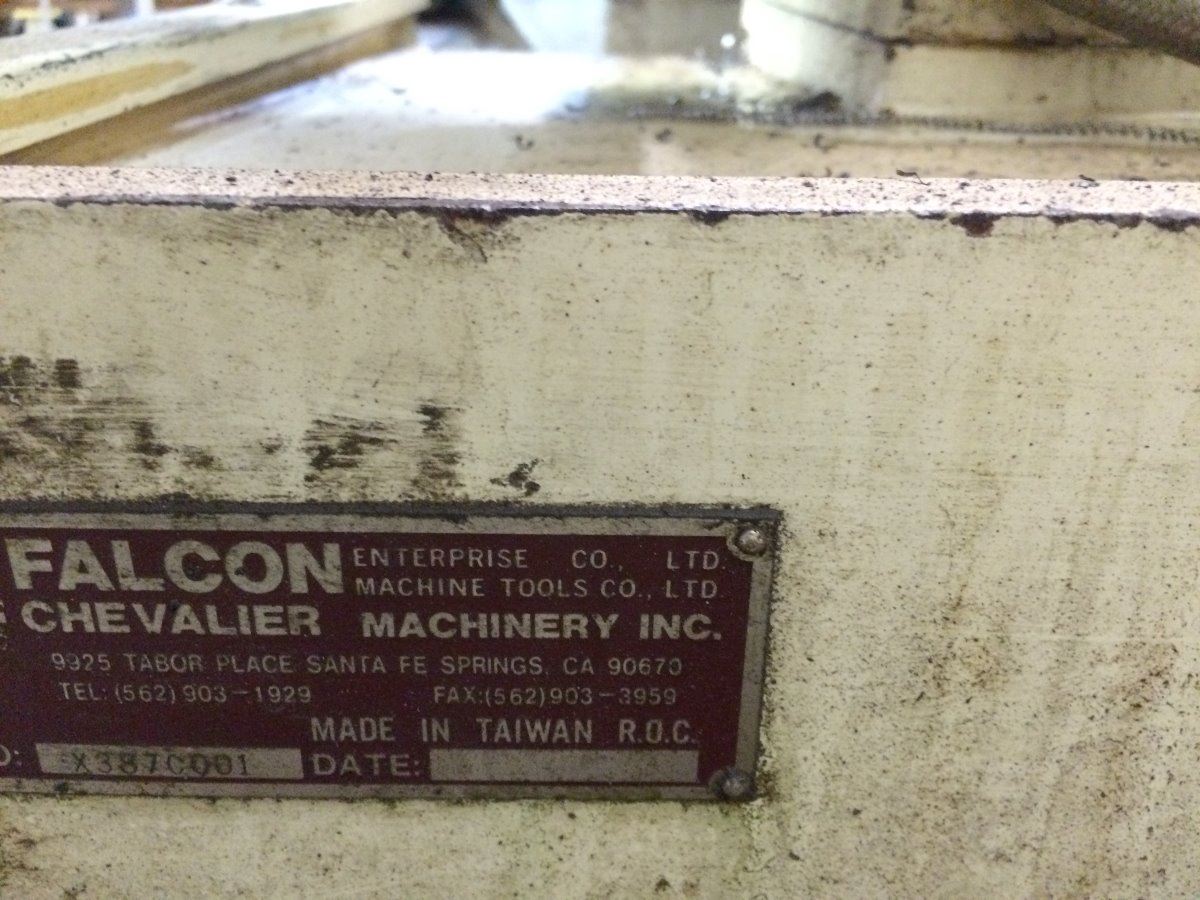 FALCON ENTERPRISE CO., LTD.
MACHINE TOOLS CO., LTD
CHEVALIER MACHINERY INC.
9925 TABOR PLACE SANTA FE SPRINGS, CA 90670
TEL: (562) 903-1929 FAX:(562)903-3959
MADE IN TAIWAN R.O.C.
O: X387C001 DATE: